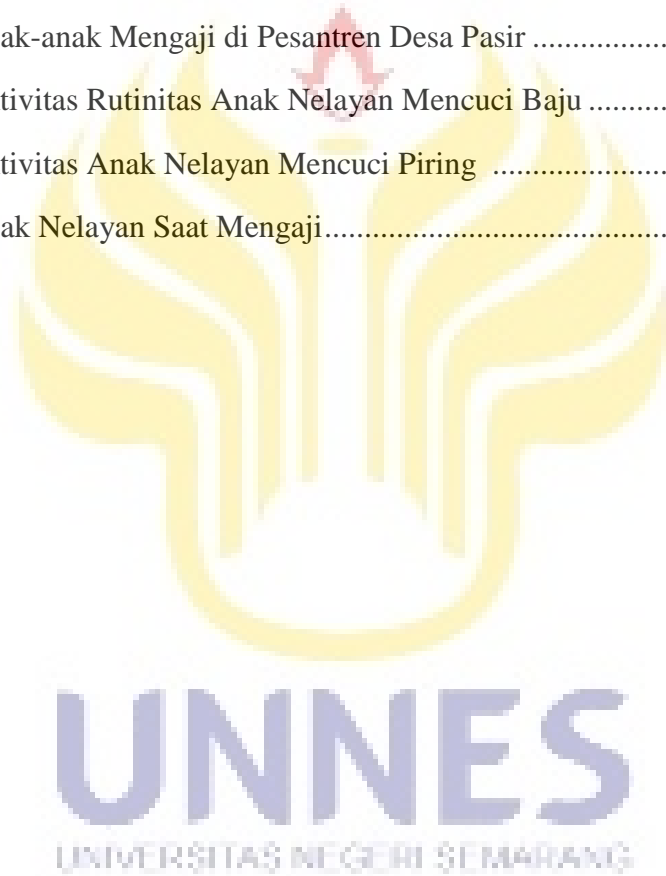 ak-anak Mengaji di Pesantren Desa Pasir .................
tivitas Rutinitas Anak Nelayan Mencuci Baju ..........
tivitas Anak Nelayan Mencuci Piring ......................
ak Nelayan Saat Mengaji...........................................
UNNES
UNIVERSITAS NEGERI SEMARANG